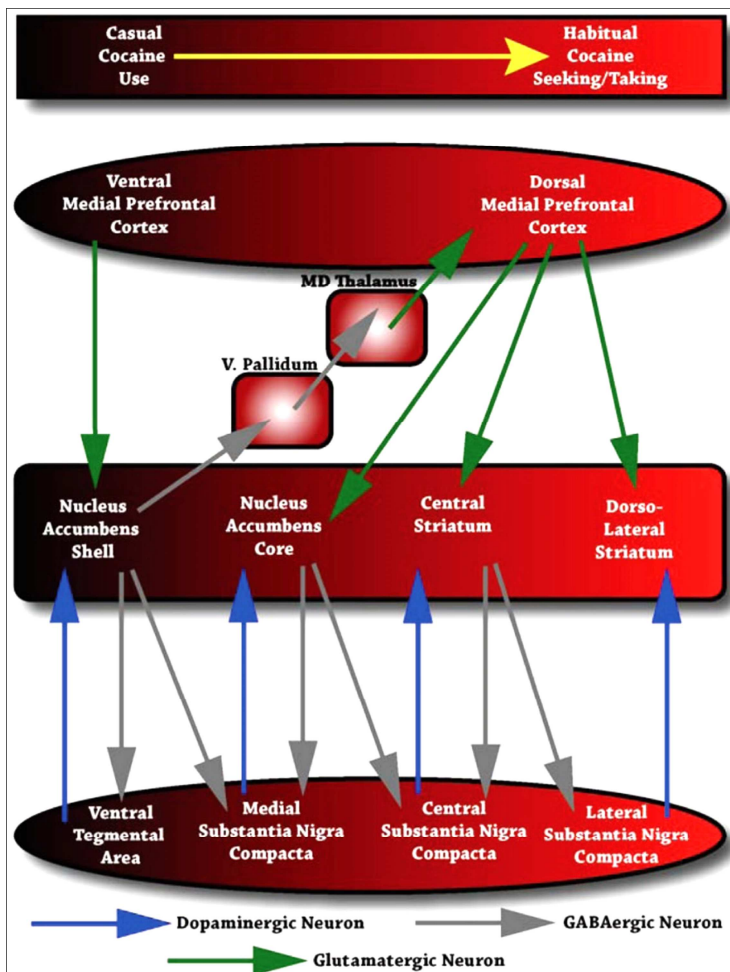 Casual
Cocaine
Use
Habitual
Cocaine
Seeking/Taking
Ventral
Medial Prefrontal
Cortex
Dorsal
Medial Prefrontal
Cortex
MD Thalamus
V. Pallidum
Nucleus
Accumbens
Shell
Nucleus
Accumbens
Core
Central
Striatum
Dorso-
Lateral
Striatum
Ventral
Tegmental
Area
Medial
Substantia Nigra
Compacta
Central
Substantia Nigra
Compacta
Lateral
Substantia Nigra
Compacta
Dopaminergic Neuron
GABAergic Neuron
Glutamatergic Neuron